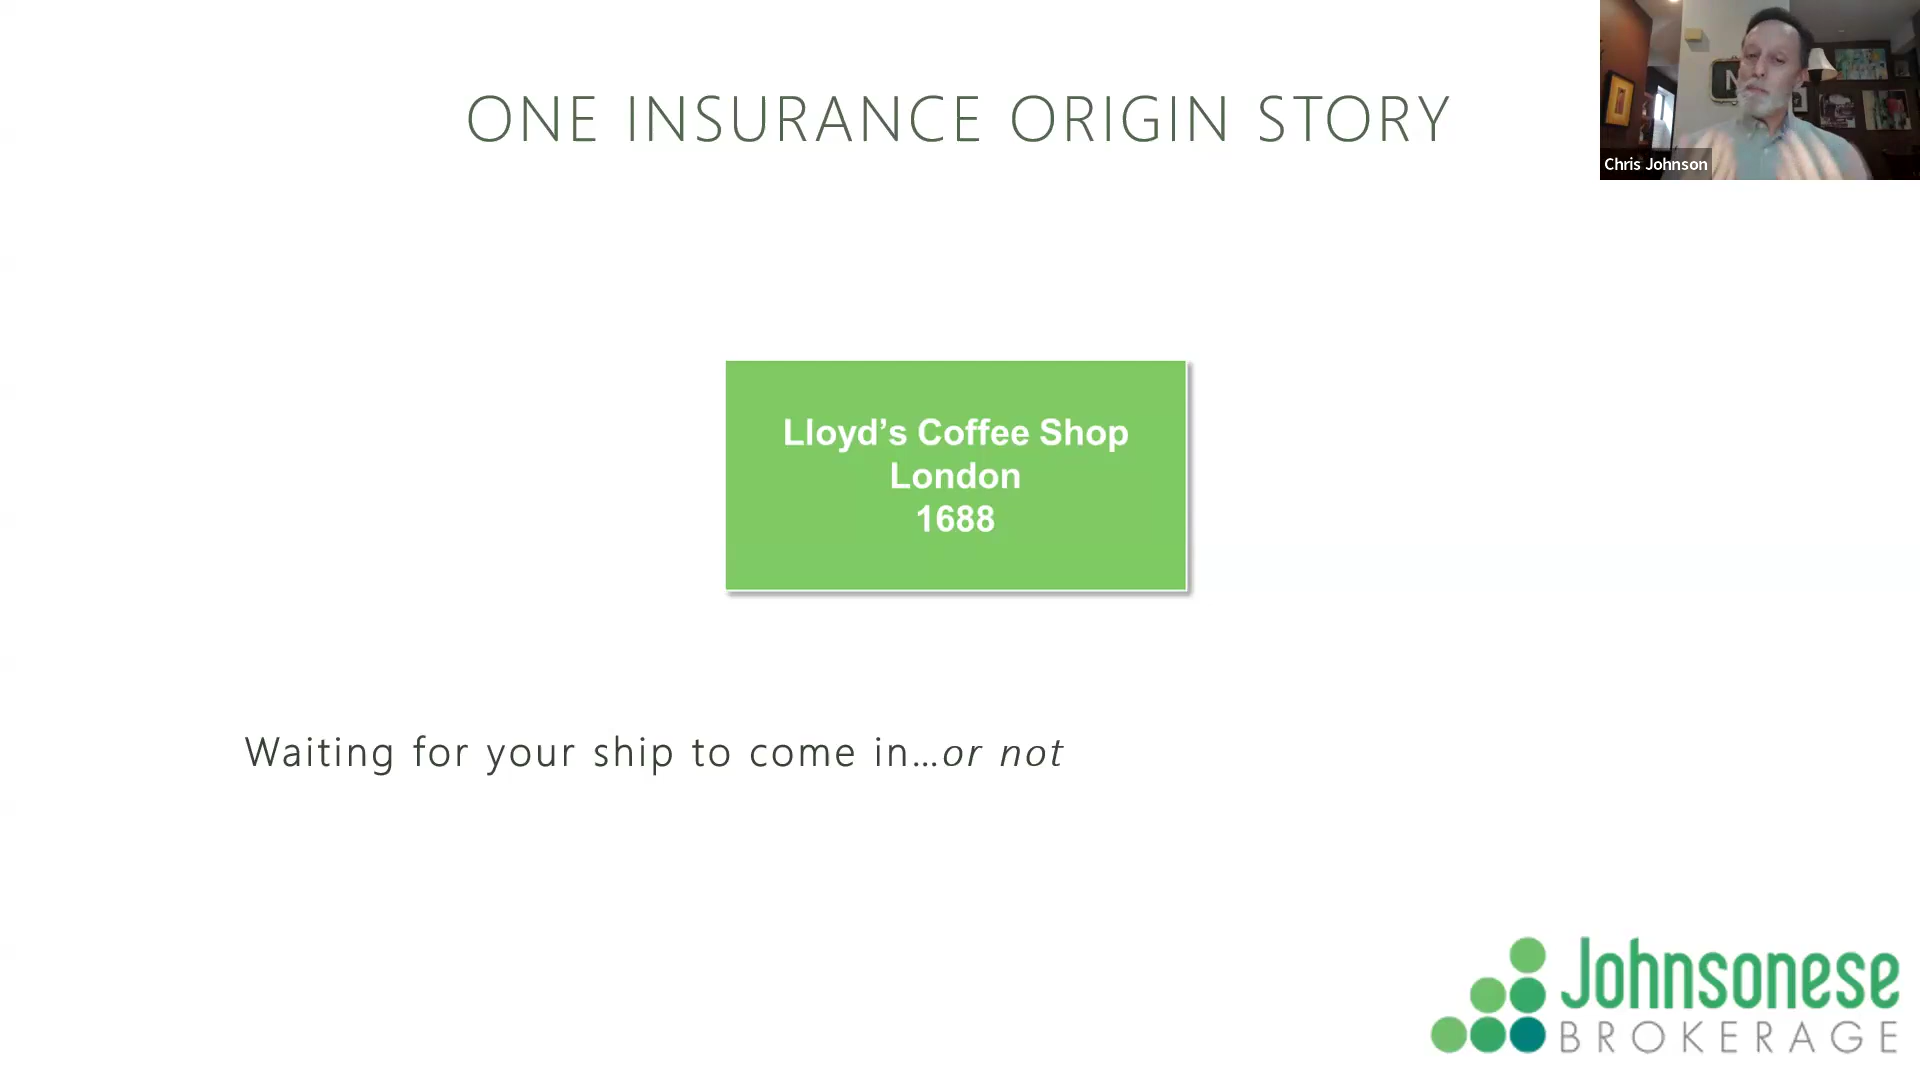 ONE INSURANCE ORIGIN STORY
Chris Johnson
Lloyd’s Coffee Shop
London
1688
Waiting for your ship to come in…or not
Johnsonese
BROKERAGE